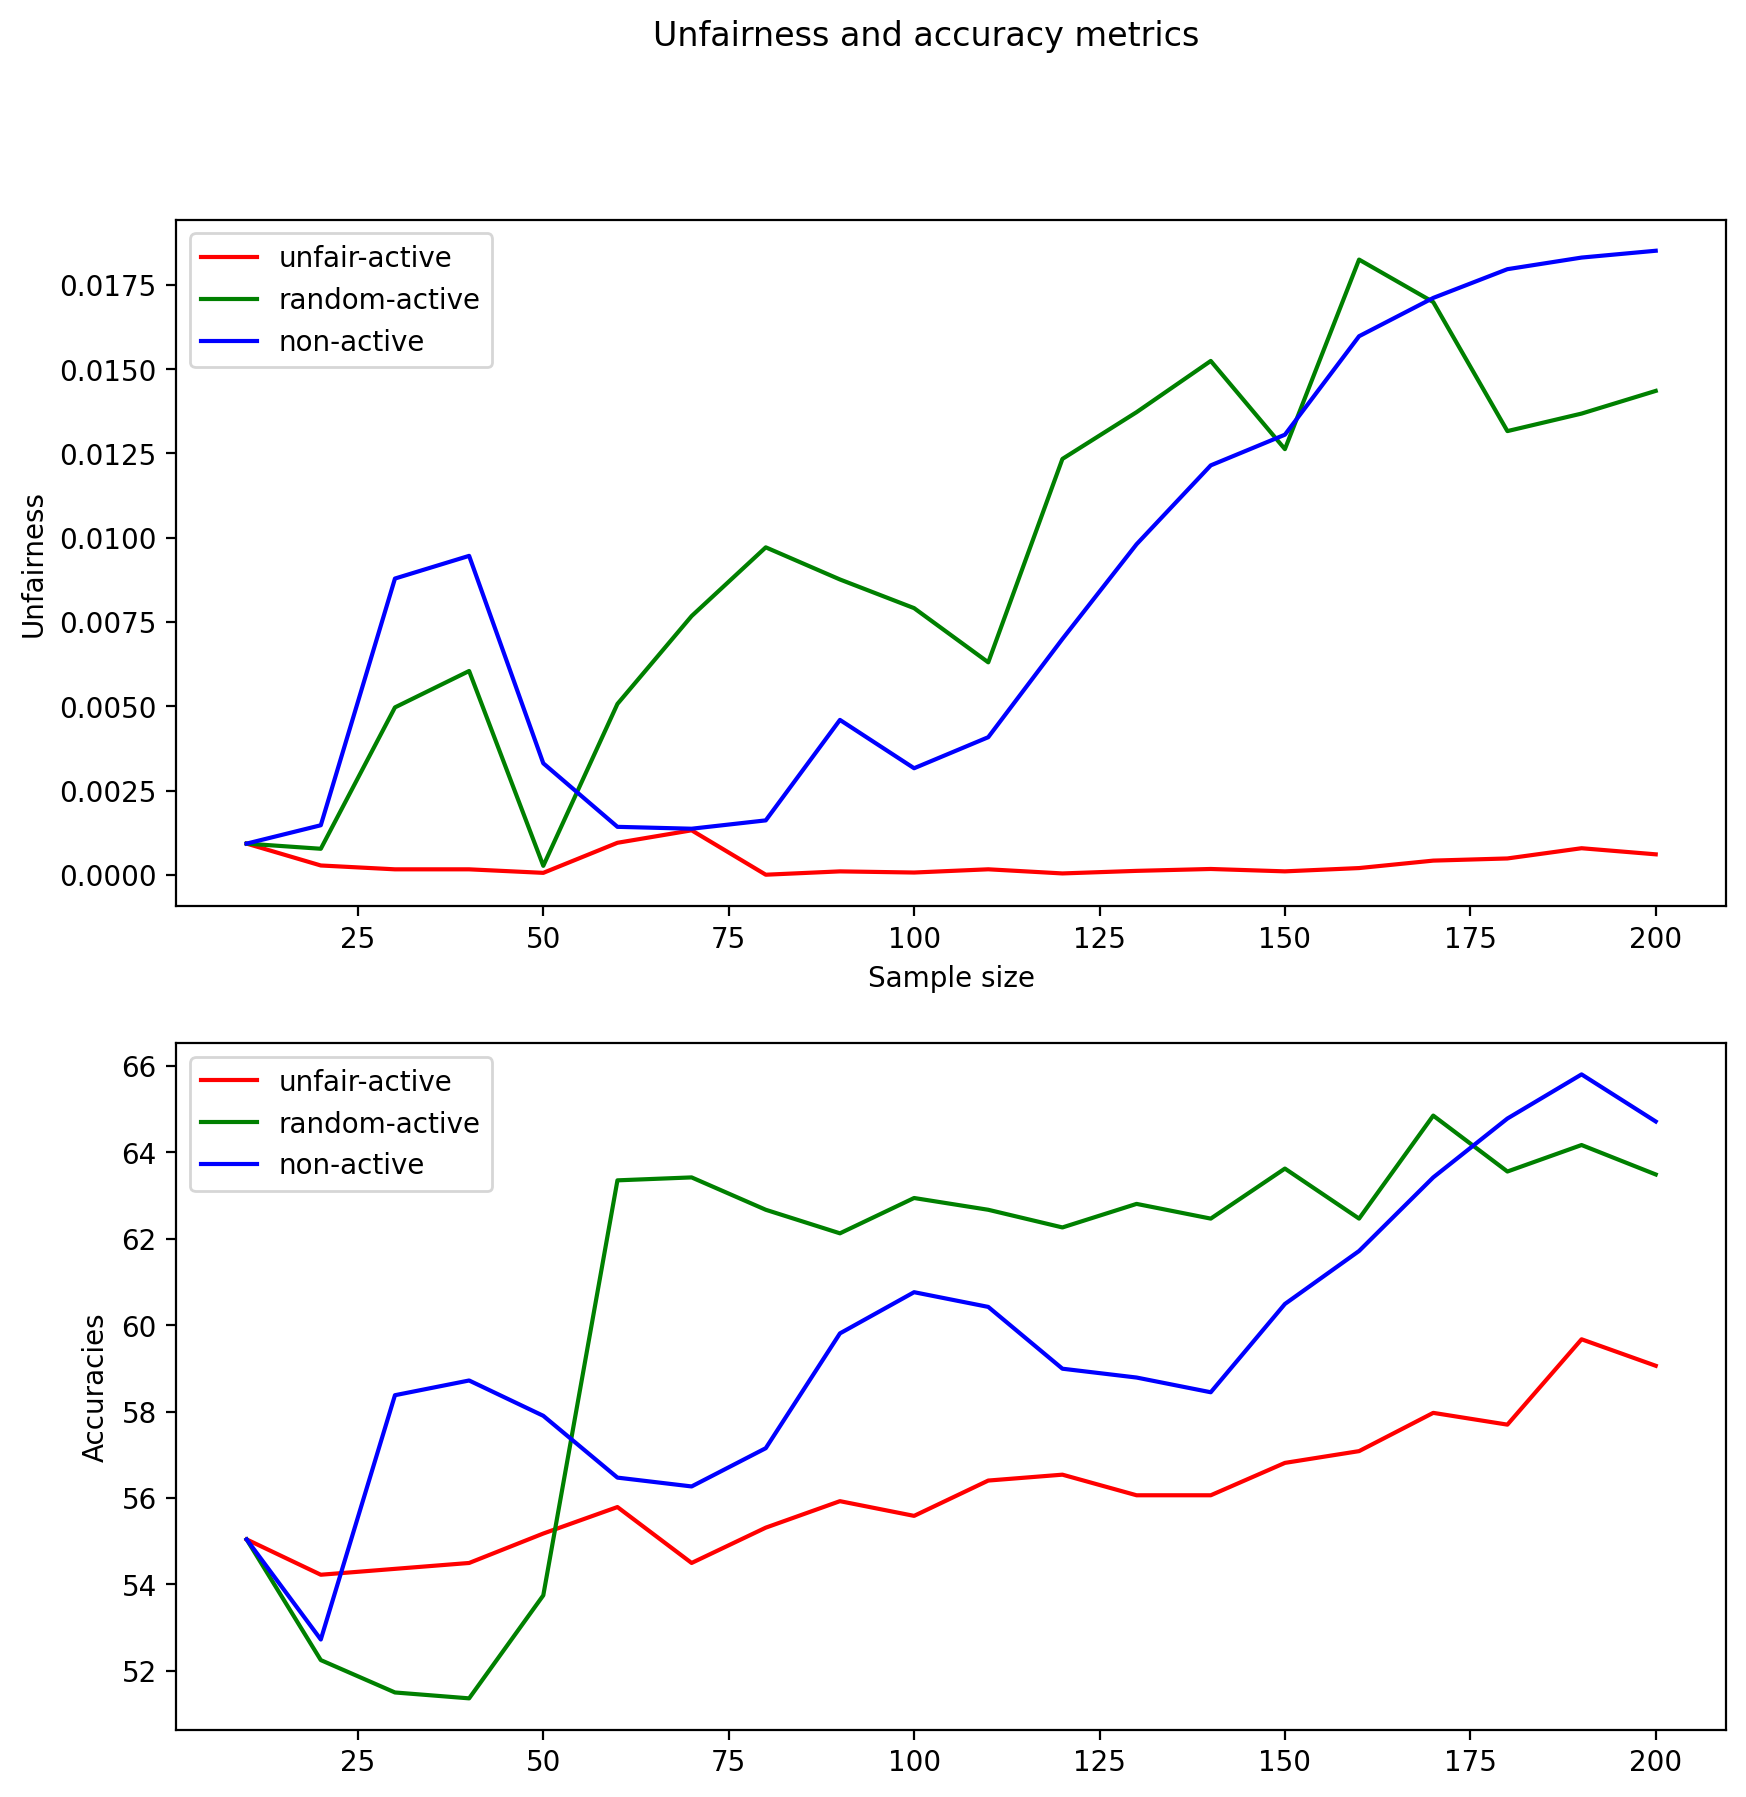 Unfairness and accuracy metrics
unfair-active
random-active
non-active
0.0175
0.0150
0.0125
0.0100
0.0075
0.0050
0.0025
0.0000
Unfairness
25 50 75 100 125 150 175 200
Sample size
unfair-active
random-active
non-active
66
64
62
60
58
56
54
52
Accuracies
25 50 75 100 125 150 175 200